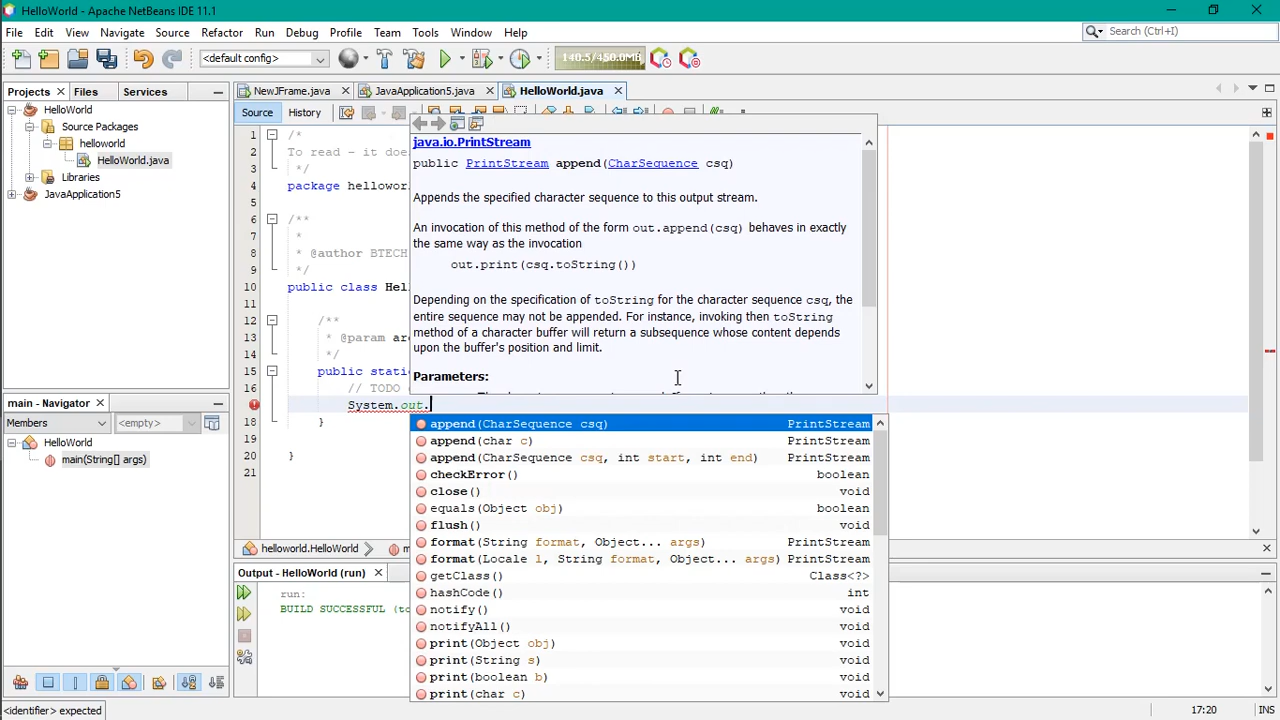 HelloWorld - Apache NetBeans IDE 11.1
File Edit View Navigate Source Refactor Run Debug Profile Team Tools Window Help
Search (Ctrl+I)
<default config>
140.5/450.0MB
Projects Files Services
HelloWorld
Source Packages
helloworld
HelloWorld.java
Libraries
JavaApplication5
main - Navigator
Members <empty>
HelloWorld
main(String[] args)
NewJFrame.java JavaApplication5.java HelloWorld.java
Source History
1 /*
2 To read - it doe
3 */
4 package hellowor
5
6 /**
7 *
8 * @author BTECH
9 */
10 public class Hel
11
12 /**
13 * @param ar
14 */
15 public stati
16 // TODO
System.out.
18 }
19
20 }
21
java.io.PrintStream
public PrintStream append(CharSequence csq)
Appends the specified character sequence to this output stream.
An invocation of this method of the form out.append(csq) behaves in exactly
the same way as the invocation
out.print(csq.toString())
Depending on the specification of toString for the character sequence csq, the
entire sequence may not be appended. For instance, invoking then toString
method of a character buffer will return a subsequence whose content depends
upon the buffer's position and limit.
Parameters:
append(CharSequence csq) PrintStream
append(char c) PrintStream
append(CharSequence csq, int start, int end) PrintStream
checkError() boolean
close() void
equals(Object obj) boolean
flush() void
format(String format, Object... args) PrintStream
format(Locale l, String format, Object... args) PrintStream
getClass() Class<?>
hashCode() int
notify() void
notifyAll() void
print(Object obj) void
print(String s) void
print(boolean b) void
print(char c) void
helloworld.HelloWorld
Output - HelloWorld (run)
run:
BUILD SUCCESSFUL (to
<identifier> expected
17:20 INS